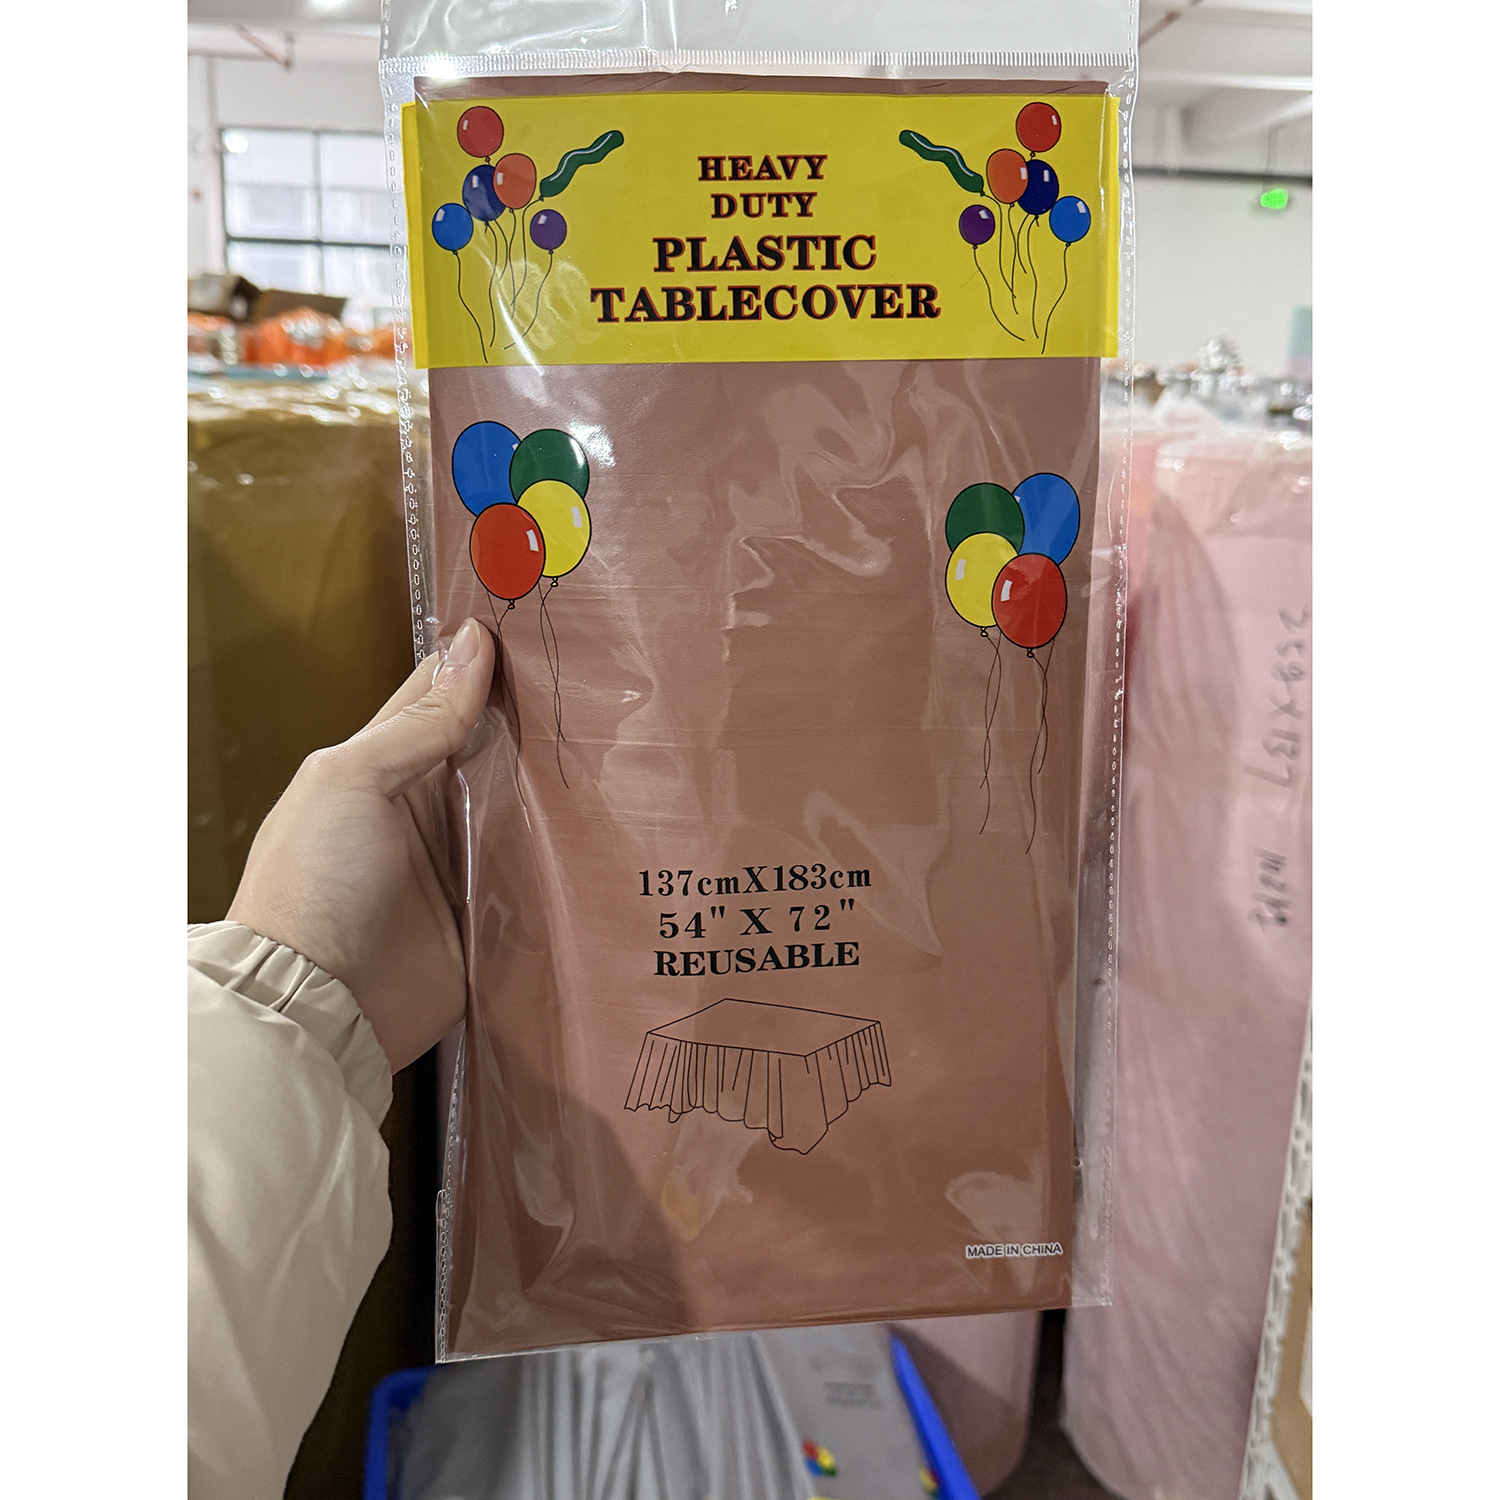 HEAVY
DUTY
PLASTIC
TABLECOVER
137cmX183cm
54" X 72"
REUSABLE
MADE IN CHINA